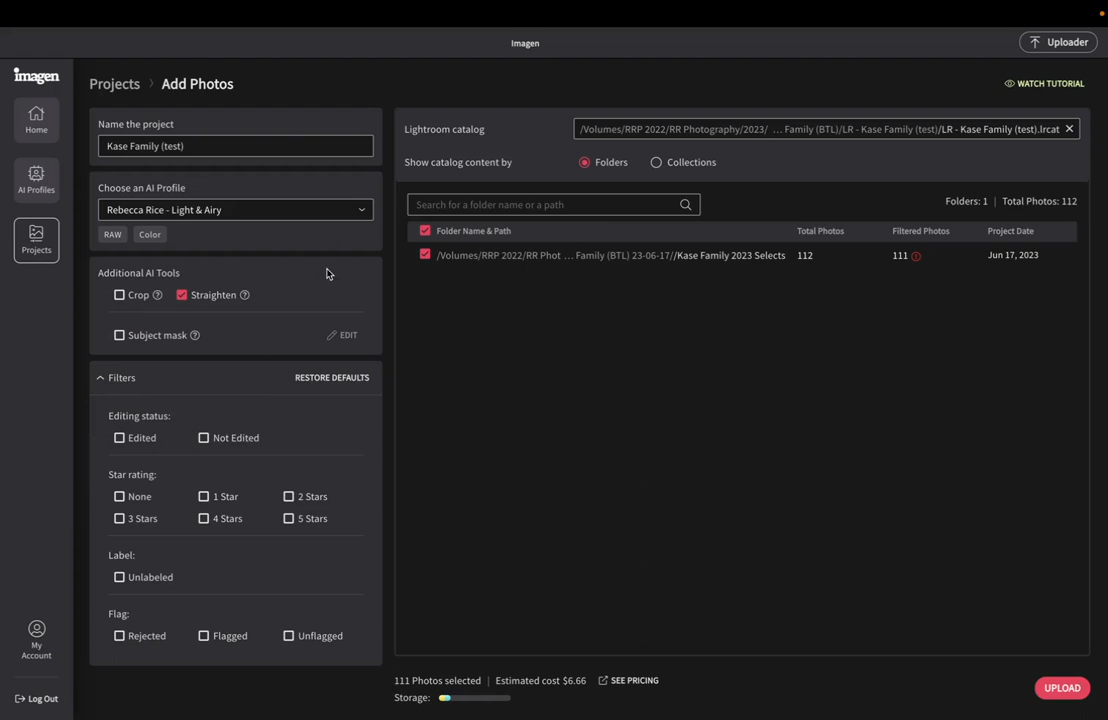 Imagen
Uploader
imagen
Projects > Add Photos
WATCH TUTORIAL
Home
AI Profiles
Projects
Name the project
Kase Family (test)
Choose an AI Profile
Rebecca Rice - Light & Airy
RAW Color
Additional AI Tools
Crop ? Straighten ?
Subject mask ? EDIT
Filters RESTORE DEFAULTS
Editing status:
Edited Not Edited
Star rating:
None 1 Star 2 Stars
3 Stars 4 Stars 5 Stars
Label:
Unlabeled
Flag:
Rejected Flagged Unflagged
Lightroom catalog /Volumes/RRP 2022/RR Photography/2023/ ... Family (BTL)/LR - Kase Family (test)/LR - Kase Family (test).lrcat
Show catalog content by Folders Collections
Search for a folder name or a path
Folders: 1 | Total Photos: 112
Folder Name & Path Total Photos Filtered Photos Project Date
/Volumes/RRP 2022/RR Phot ... Family (BTL) 23-06-17//Kase Family 2023 Selects 112 111 Jun 17, 2023
111 Photos selected | Estimated cost $6.66 SEE PRICING
Storage:
UPLOAD
My Account
Log Out